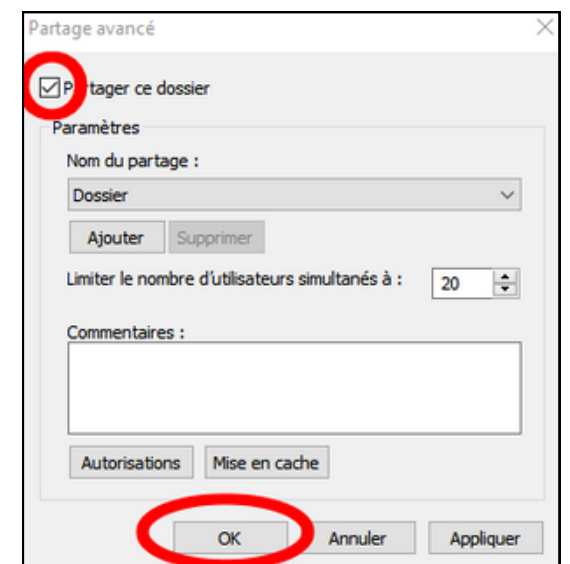 Partage avancé
Partager ce dossier
Paramètres
Nom du partage :
Dossier
Ajouter Supprimer
Limiter le nombre d'utilisateurs simultanés à : 20
Commentaires :
Autorisations Mise en cache
OK Annuler Appliquer